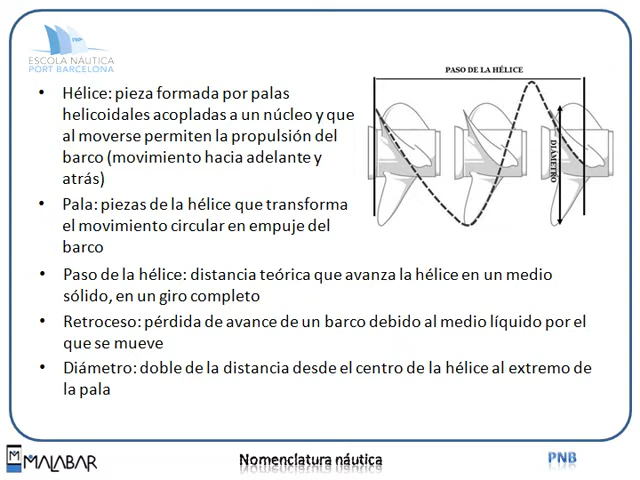 ESCOLA NÁUTICA
PORT BARCELONA
PASO DE LA HÉLICE
DIÁMETRO
• Hélice: pieza formada por palas
helicoidales acopladas a un núcleo y que
al moverse permiten la propulsión del
barco (movimiento hacia adelante y
atrás)
• Pala: piezas de la hélice que transforma
el movimiento circular en empuje del
barco
• Paso de la hélice: distancia teórica que avanza la hélice en un medio
sólido, en un giro completo
• Retroceso: pérdida de avance de un barco debido al medio líquido por el
que se mueve
• Diámetro: doble de la distancia desde el centro de la hélice al extremo de
la pala
MALABAR
Nomenclatura náutica
PNB